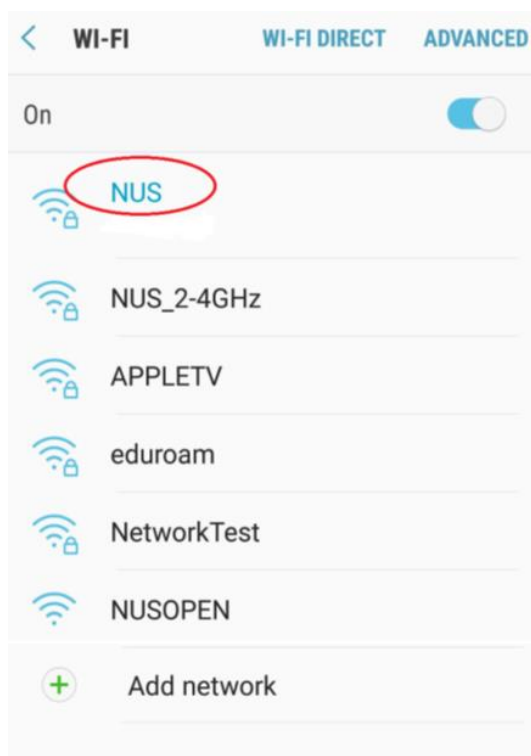 WI-FI WI-FI DIRECT ADVANCED
On
NUS
NUS_2-4GHz
APPLETV
eduroam
NetworkTest
NUSOPEN
Add network